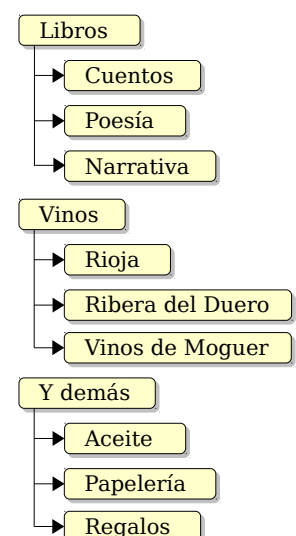 Libros
Cuentos
Poesía
Narrativa
Vinos
Rioja
Ribera del Duero
Vinos de Moguer
Y demás
Aceite
Papelería
Regalos